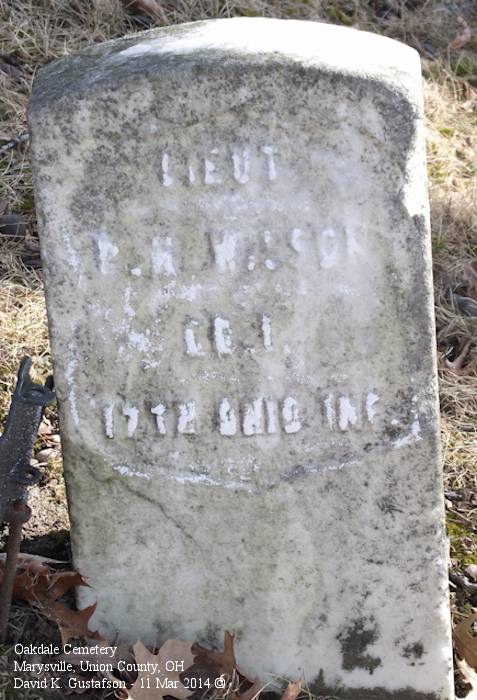 LIEUT
WILSON
CO. I.
17TH OHIO INF.
Oakdale Cemetery
Marysville, Union County, OH
David K. Gustafson - 11 Mar 2014 ©